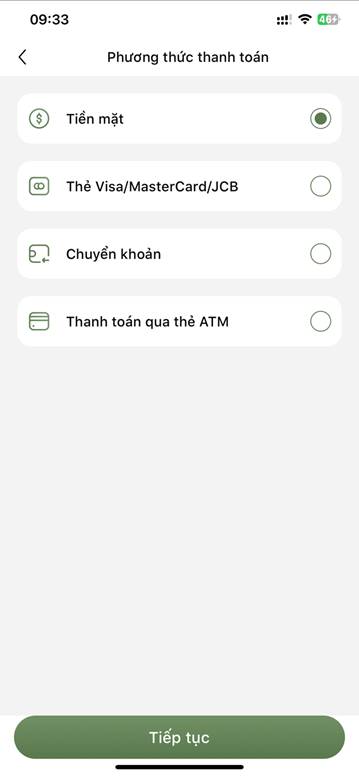 09:33
46
Phương thức thanh toán
Tiền mặt
Thẻ Visa/MasterCard/JCB
Chuyển khoản
Thanh toán qua thẻ ATM
Tiếp tục